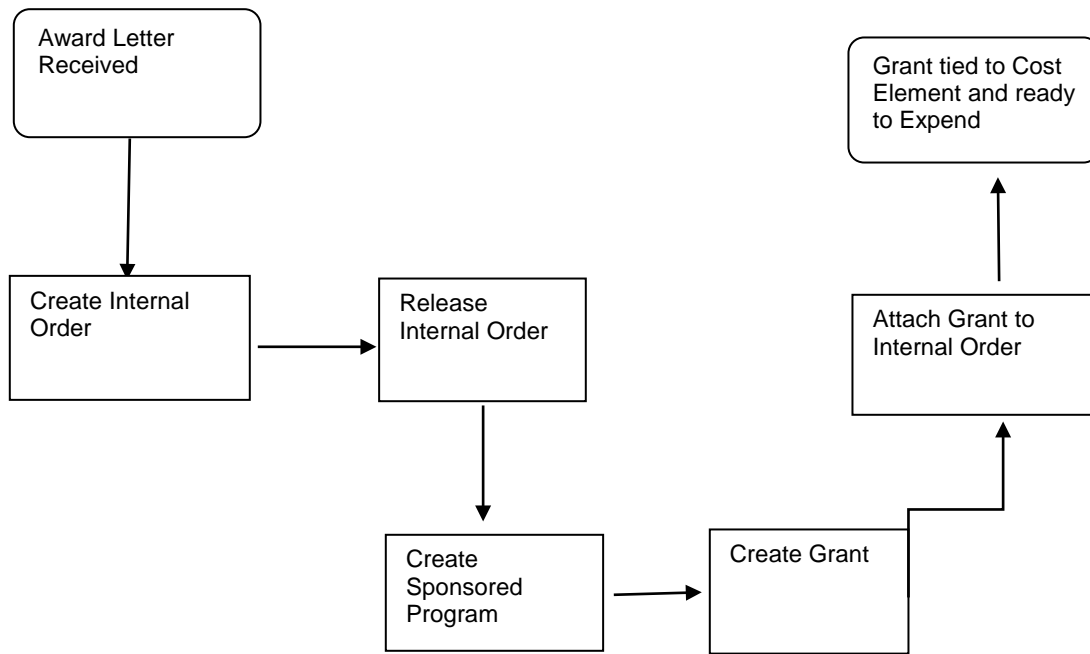 Award Letter
Received
Grant tied to Cost
Element and ready
to Expend
Create Internal
Order
Release
Internal Order
Attach Grant to
Internal Order
Create
Sponsored
Program
Create Grant